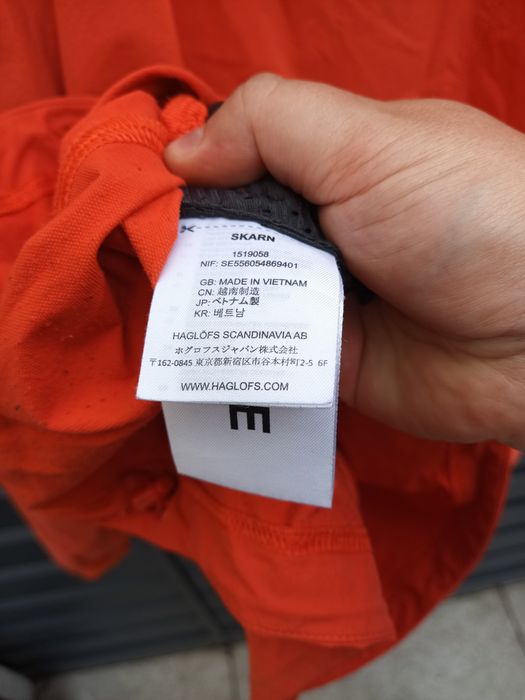 SKARN
1519058
NIF: SE556054869401
GB: MADE IN VIETNAM
CN: 越南制造
JP: ベトナム製
KR: 베트남
HAGLÖFS SCANDINAVIA AB
ホグロフスジャパン株式会社
〒162-0845 東京都新宿区市谷本村町2-5 6F
WWW.HAGLOFS.COM
E